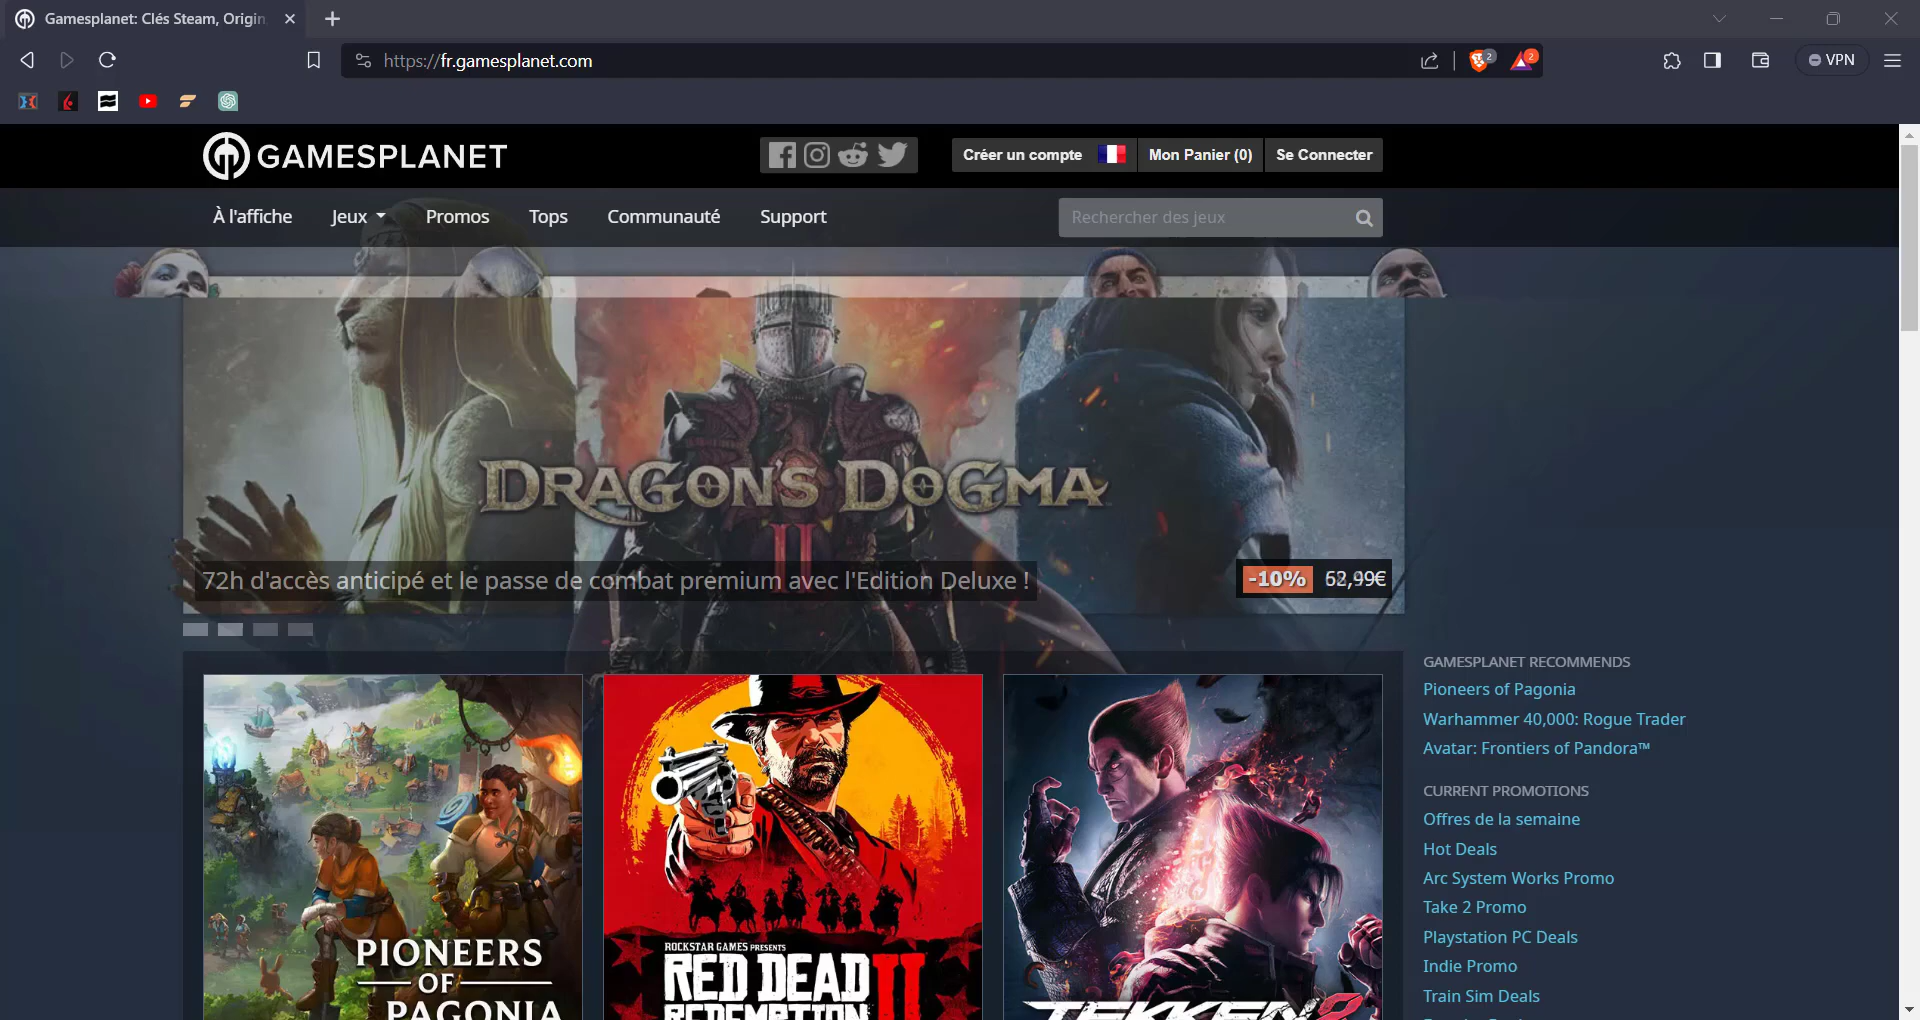 Gamesplanet: Clés Steam, Origin
https://fr.gamesplanet.com
2
2
VPN
GAMESPLANET
Créer un compte
Mon Panier (0)
Se Connecter
À l'affiche
Jeux
Promos
Tops
Communauté
Support
Rechercher des jeux
DRAGON'S DOGMA
II
72h d'accès anticipé et le passe de combat premium avec l'Edition Deluxe !
-10%
GAMESPLANET RECOMMENDS
Pioneers of Pagonia
Warhammer 40,000: Rogue Trader
Avatar: Frontiers of Pandora™
CURRENT PROMOTIONS
Offres de la semaine
Hot Deals
Arc System Works Promo
Take 2 Promo
Playstation PC Deals
Indie Promo
Train Sim Deals
PIONEERS
OF
PAGONIA
ROCKSTAR GAMES PRESENTS
RED DEAD
REDEMPTION II
TEKKEN 8